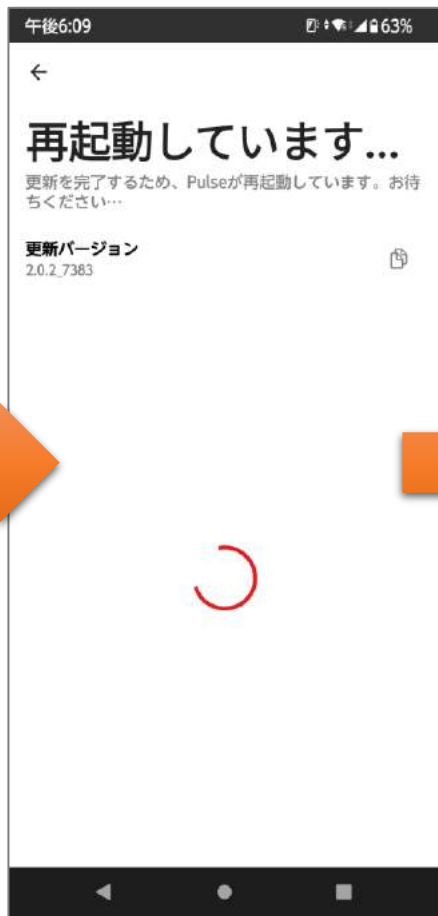 午後6:09 63%
再起動しています...
更新を完了するため、Pulseが再起動しています。お待
ちください…
更新バージョン
2.0.2_7383